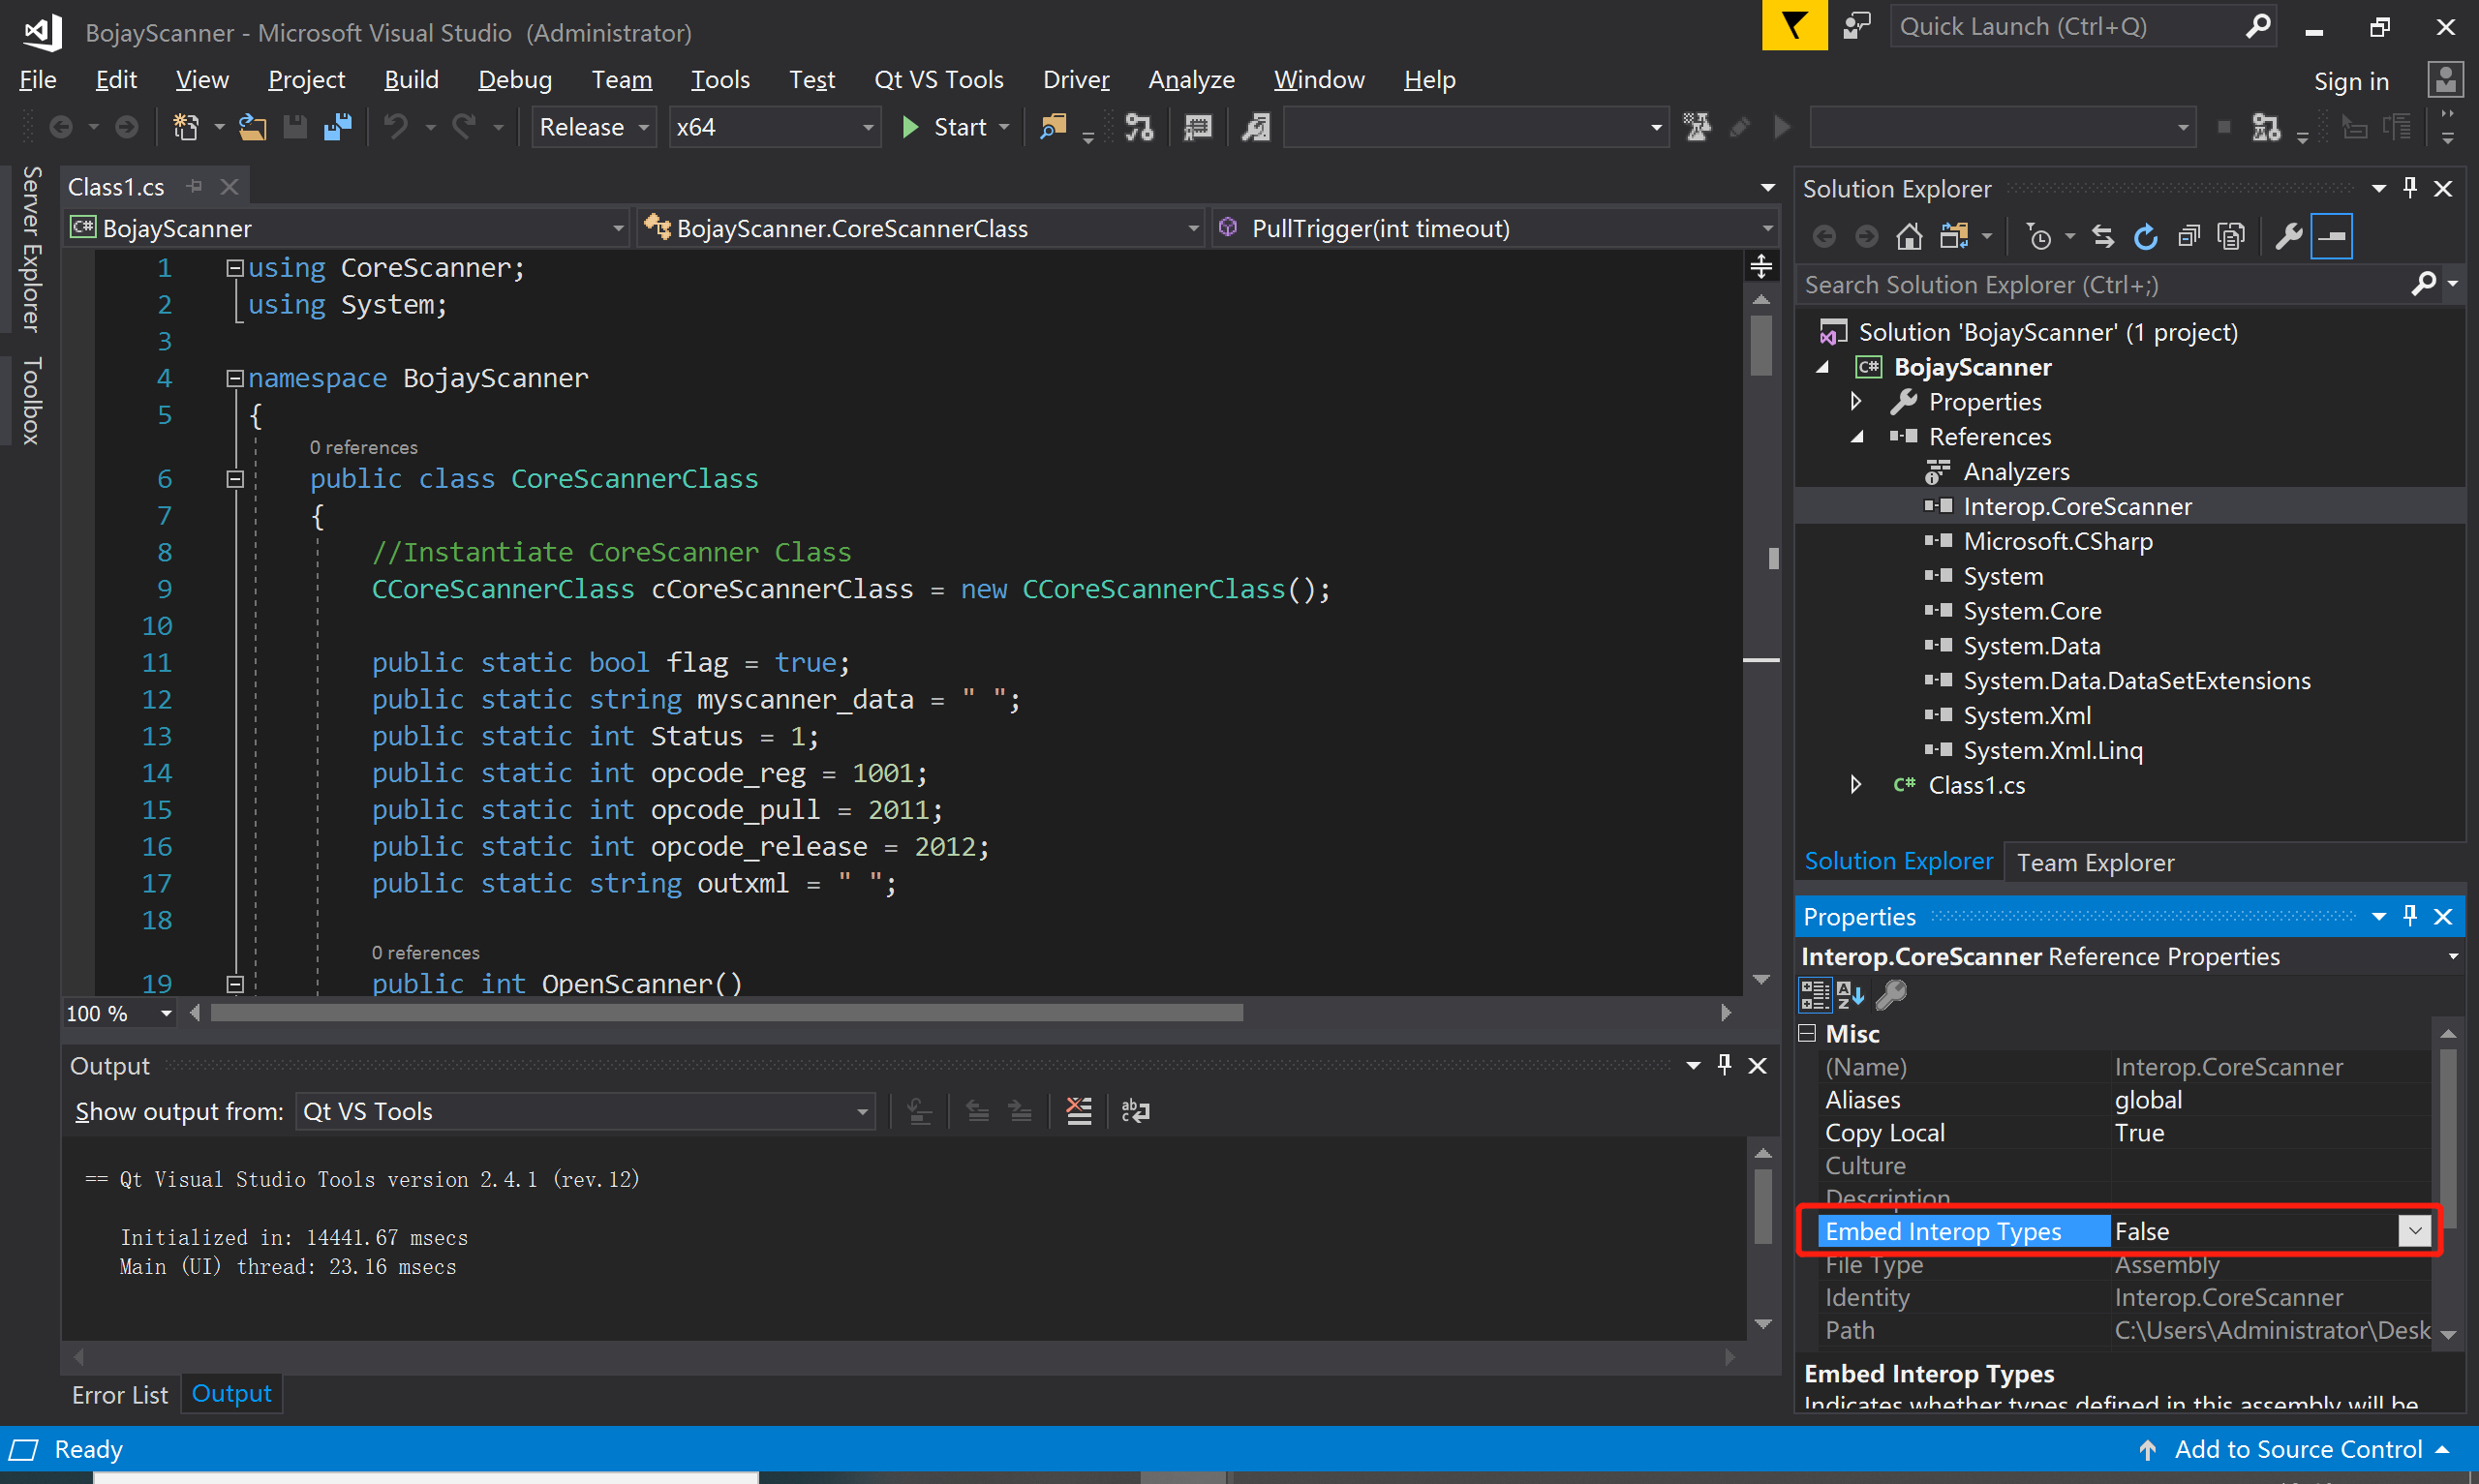 BojayScanner - Microsoft Visual Studio (Administrator)
Quick Launch (Ctrl+Q)
File Edit View Project Build Debug Team Tools Test Qt VS Tools Driver Analyze Window Help
Sign in
Release x64 Start
Server Explorer
Toolbox
Class1.cs
BojayScanner BojayScanner.CoreScannerClass PullTrigger(int timeout)
1 using CoreScanner;
2 using System;
3
4 namespace BojayScanner
5 {
0 references
6 public class CoreScannerClass
7 {
8 //Instantiate CoreScanner Class
9 CCoreScannerClass cCoreScannerClass = new CCoreScannerClass();
10
11 public static bool flag = true;
12 public static string myscanner_data = " ";
13 public static int Status = 1;
14 public static int opcode_reg = 1001;
15 public static int opcode_pull = 2011;
16 public static int opcode_release = 2012;
17 public static string outxml = " ";
18
0 references
19 public int OpenScanner()
100 %
Output
Show output from: Qt VS Tools
== Qt Visual Studio Tools version 2.4.1 (rev.12)
Initialized in: 14441.67 msecs
Main (UI) thread: 23.16 msecs
Error List Output
Solution Explorer
Search Solution Explorer (Ctrl+;)
Solution 'BojayScanner' (1 project)
C# BojayScanner
Properties
References
Analyzers
Interop.CoreScanner
Microsoft.CSharp
System
System.Core
System.Data
System.Data.DataSetExtensions
System.Xml
System.Xml.Linq
C# Class1.cs
Solution Explorer Team Explorer
Properties
Interop.CoreScanner Reference Properties
Misc
(Name) Interop.CoreScanner
Aliases global
Copy Local True
Culture
Description
Embed Interop Types False
File Type Assembly
Identity Interop.CoreScanner
Path C:\Users\Administrator\Desk
Embed Interop Types
Indicates whether types defined in this assembly will be
Ready
Add to Source Control